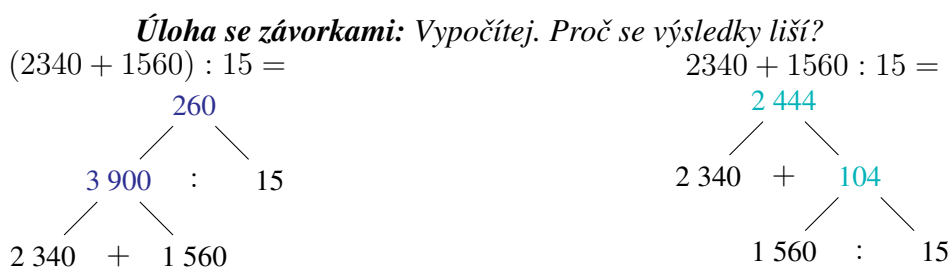 Úloha se závorkami: Vypočítej. Proč se výsledky liší?
(2340 + 1560) : 15 =
2340 + 1560 : 15 =
260
2 444
3 900 : 15
2 340 + 104
2 340 + 1 560
1 560 : 15